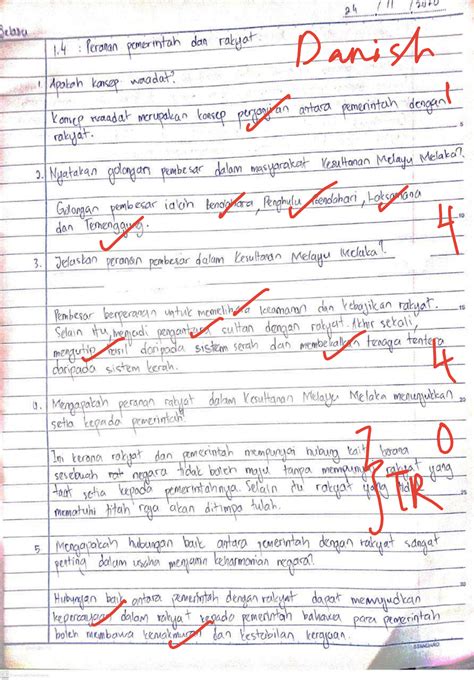 24 / 11 / 2020
Selasa
1.4 : Peranan pemerintah dan rakyat.
Danish
1. Apakah konsep waadat?
Konsep waadat merupakan konsep perjanjian antara pemerintah dengan
rakyat.
1
2. Nyatakan golongan pembesar dalam masyarakat Kesultanan Melayu Melaka?
Golongan pembesar ialah Bendahara, Penghulu Bendahari, Laksamana
dan Temenggung.
4
3. Jelaskan peranan pembesar dalam Kesultanan Melayu Melaka?
Pembesar berperanan untuk memelihara keamanan dan kebajikan rakyat.
Selain itu, menjadi pengantara sultan dengan rakyat. Akhir sekali,
mengutip hasil daripada sistem serah dan membekalkan tenaga tentera
daripada sistem kerah.
4
Mengapakah peranan rakyat dalam Kesultanan Melayu Melaka menunjukkan
setia kepada pemerintah?
0
Ini kerana rakyat dan pemerintah mempunyai hubung kait kerana
sesebuah negara tidak boleh maju tanpa mempunyai rakyat yang
taat setia kepada pemerintahnya. Selain itu rakyat yang tidak
mematuhi titah raja akan ditimpa tulah.
TR
5 Mengapakah hubungan baik antara pemerintah dengan rakyat sangat
penting dalam usaha menjamin keharmonian negara?
Hubungan baik antara pemerintah dengan rakyat dapat mewujudkan
kepercayaan dalam rakyat kepada pemerintah bahawa para pemerintah
boleh membawa kemakmuran dan kestabilan kerajaan.